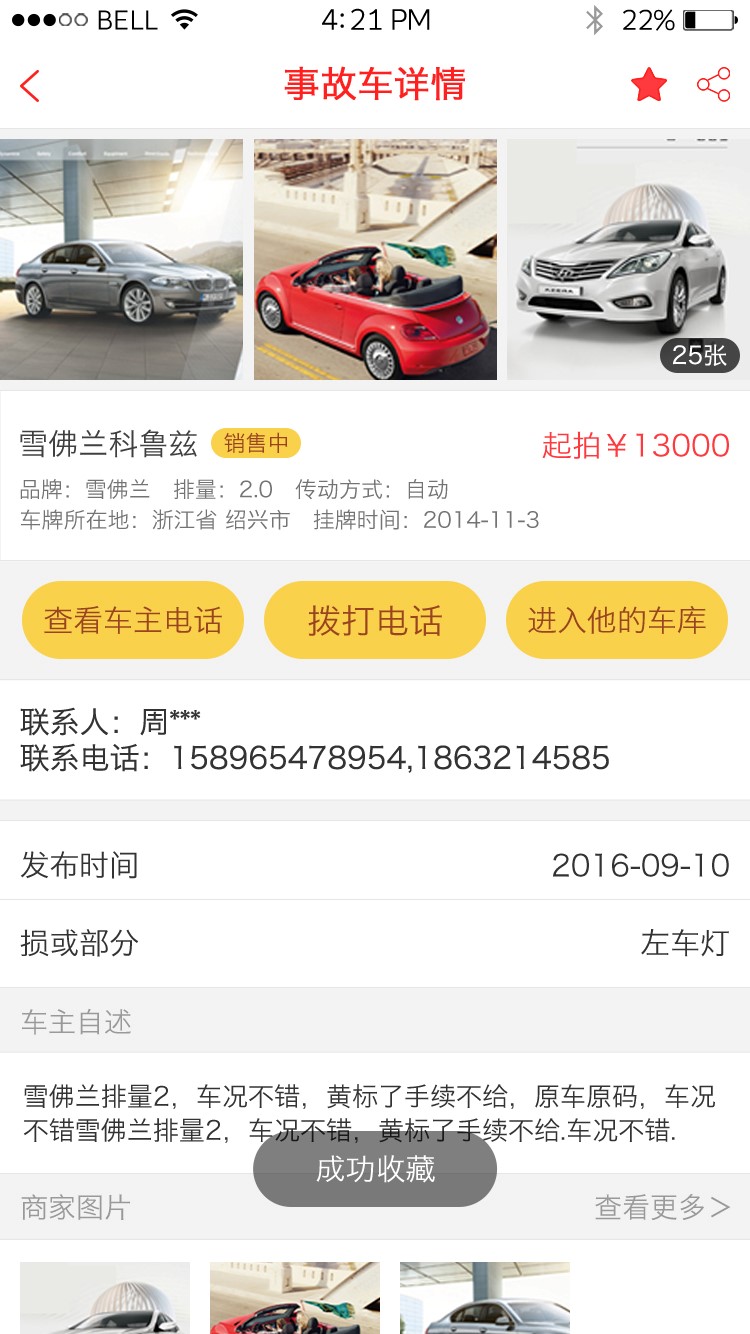 BELL 4:21 PM 22%
事故车详情
AZERA
25张
雪佛兰科鲁兹 销售中 起拍￥13000
品牌：雪佛兰 排量：2.0 传动方式：自动
车牌所在地：浙江省 绍兴市 挂牌时间：2014-11-3
查看车主电话 拨打电话 进入他的车库
联系人：周***
联系电话：158965478954,1863214585
发布时间 2016-09-10
损或部分 左车灯
车主自述
雪佛兰排量2，车况不错，黄标了手续不给，原车原码，车况
不错雪佛兰排量2，车况不错，黄标了手续不给.车况不错.
成功收藏
商家图片 查看更多＞